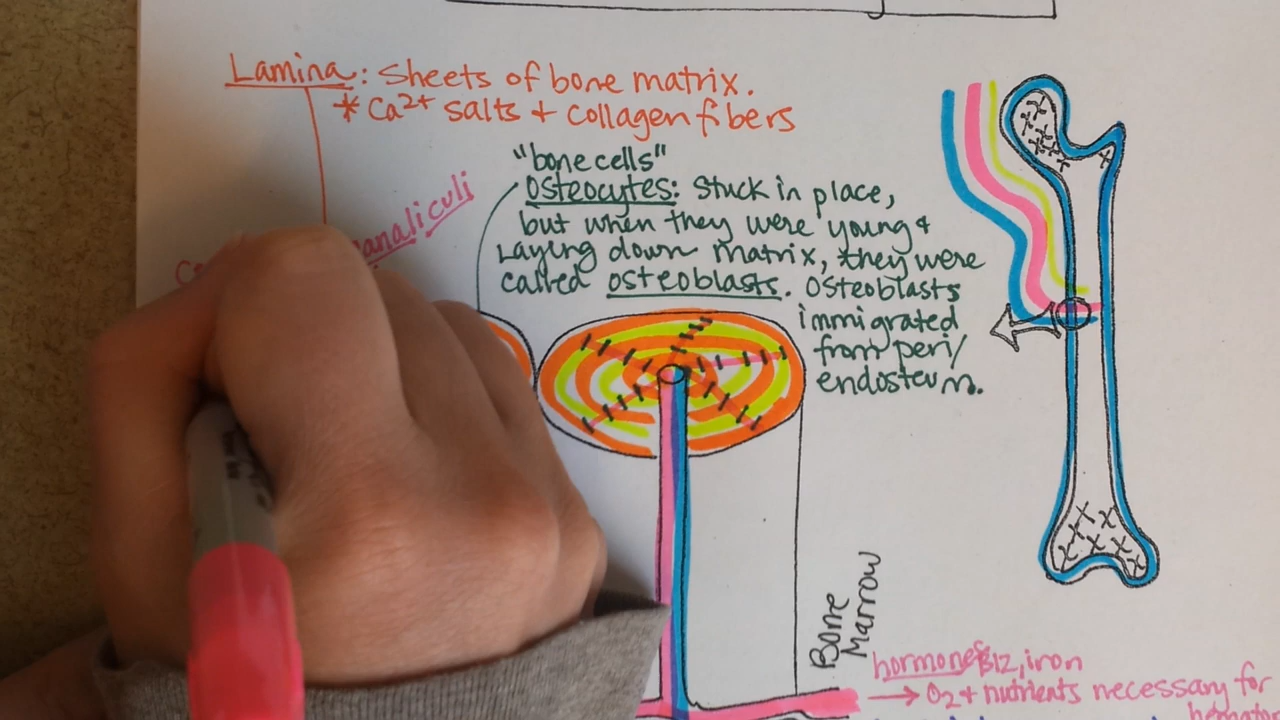 Lamina: Sheets of bone matrix.
* Ca2+ salts + collagen fibers
"bone cells"
Osteocytes: Stuck in place,
but when they were young +
Laying down matrix, they were
called osteoblasts. Osteoblasts
immigrated
from peri/
endosteum.
Bone
Marrow
hormones B12, iron
→ O2 + nutrients necessary for